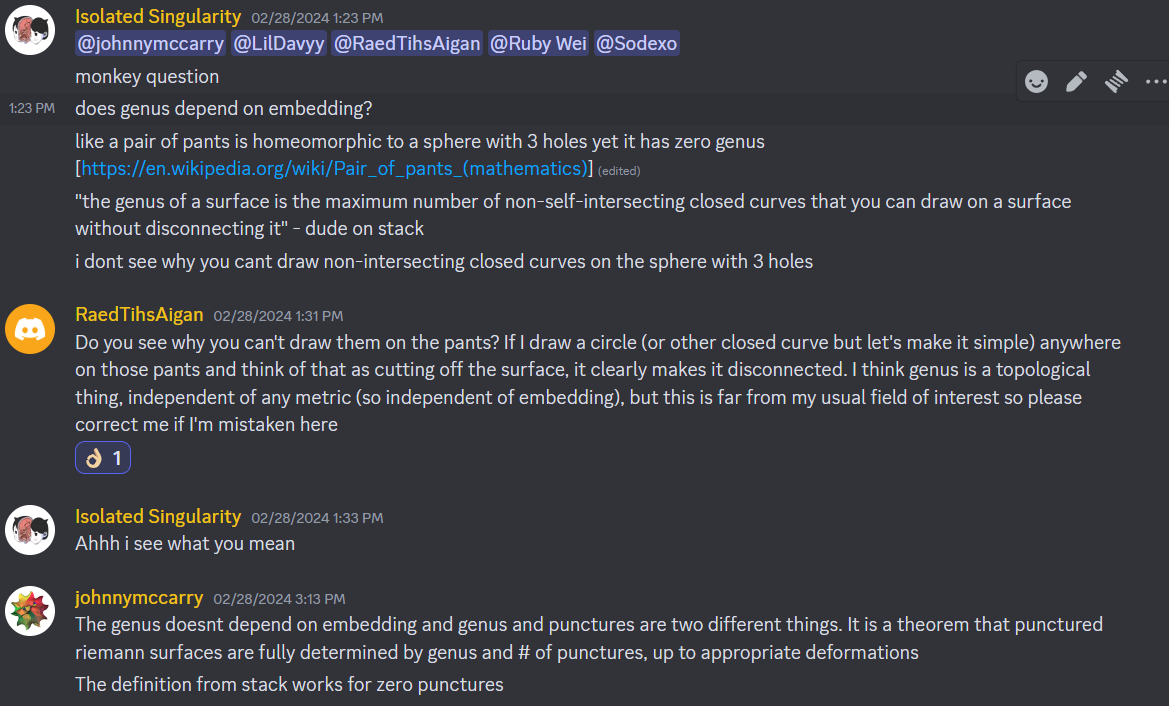 Isolated Singularity 02/28/2024 1:23 PM
@johnnymccarry @LilDavyy @RaedTihsAigan @Ruby Wei @Sodexo
monkey question
1:23 PM does genus depend on embedding?
like a pair of pants is homeomorphic to a sphere with 3 holes yet it has zero genus
[https://en.wikipedia.org/wiki/Pair_of_pants_(mathematics)] (edited)
"the genus of a surface is the maximum number of non-self-intersecting closed curves that you can draw on a surface
without disconnecting it" - dude on stack
i dont see why you cant draw non-intersecting closed curves on the sphere with 3 holes
RaedTihsAigan 02/28/2024 1:31 PM
Do you see why you can't draw them on the pants? If I draw a circle (or other closed curve but let's make it simple) anywhere
on those pants and think of that as cutting off the surface, it clearly makes it disconnected. I think genus is a topological
thing, independent of any metric (so independent of embedding), but this is far from my usual field of interest so please
correct me if I'm mistaken here
👌🏼 1
Isolated Singularity 02/28/2024 1:33 PM
Ahhh i see what you mean
johnnymccarry 02/28/2024 3:13 PM
The genus doesnt depend on embedding and genus and punctures are two different things. It is a theorem that punctured
riemann surfaces are fully determined by genus and # of punctures, up to appropriate deformations
The definition from stack works for zero punctures